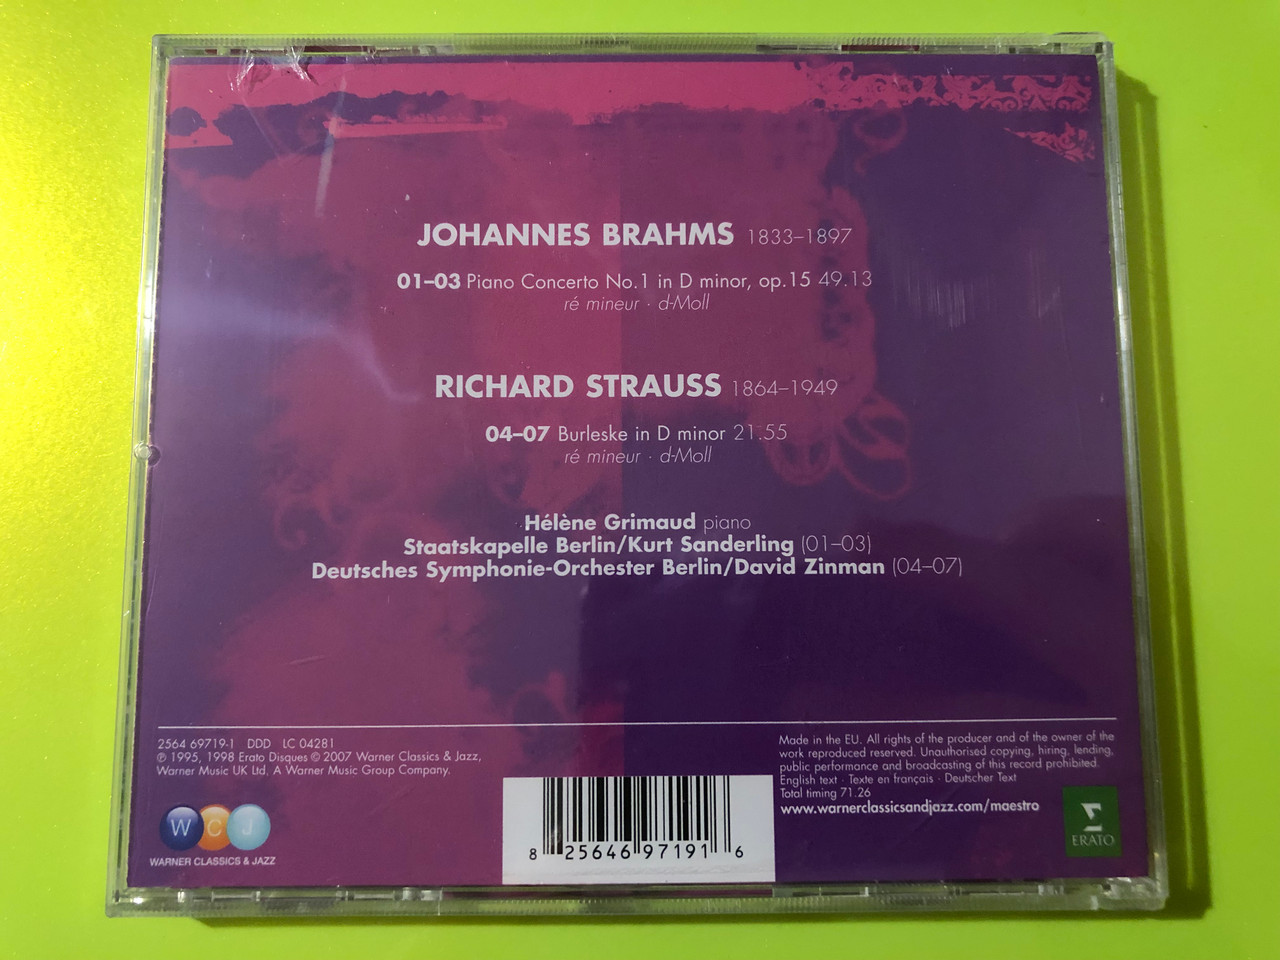 JOHANNES BRAHMS 1833–1897
01–03 Piano Concerto No.1 in D minor, op.15 49.13
ré mineur · d-Moll
RICHARD STRAUSS 1864–1949
04–07 Burleske in D minor 21.55
ré mineur · d-Moll
Hélène Grimaud piano
Staatskapelle Berlin/Kurt Sanderling (01–03)
Deutsches Symphonie-Orchester Berlin/David Zinman (04–07)
2564 69719-1 DDD LC 04281
℗ 1995, 1998 Erato Disques © 2007 Warner Classics & Jazz,
Warner Music UK Ltd. A Warner Music Group Company.
WCJ
WARNER CLASSICS & JAZZ
8 25646 97191 6
Made in the EU. All rights of the producer and of the owner of the
work reproduced reserved. Unauthorised copying, hiring, lending,
public performance and broadcasting of this record prohibited.
English text · Texte en français · Deutscher Text
Total timing 71.26
www.warnerclassicsandjazz.com/maestro
ERATO